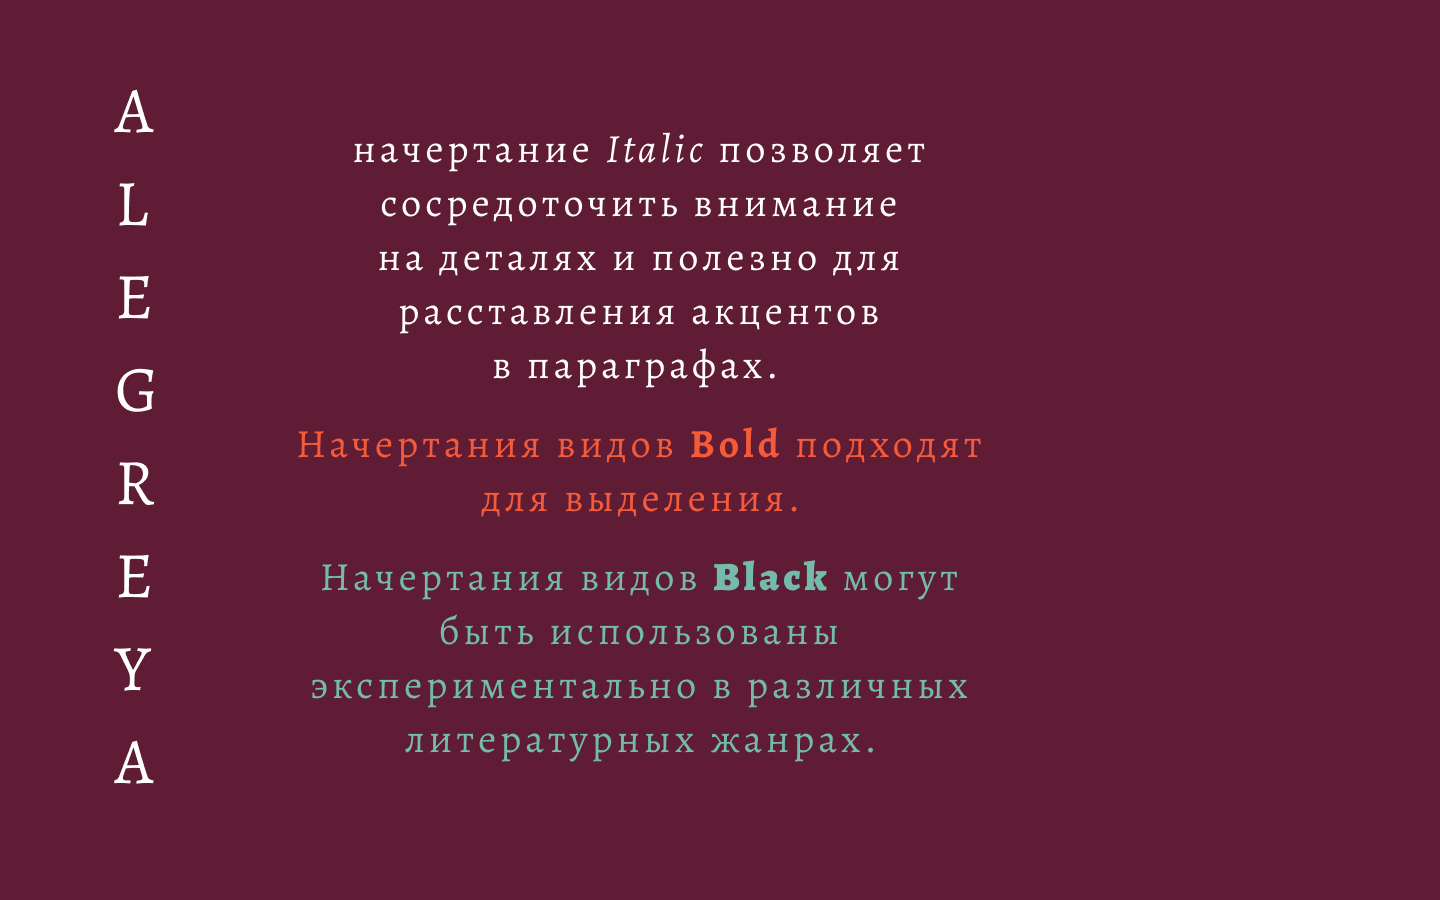 A
L
E
G
R
E
Y
A
начертание Italic позволяет
сосредоточить внимание
на деталях и полезно для
расставления акцентов
в параграфах.
Начертания видов Bold подходят
для выделения.
Начертания видов Black могут
быть использованы
экспериментально в различных
литературных жанрах.